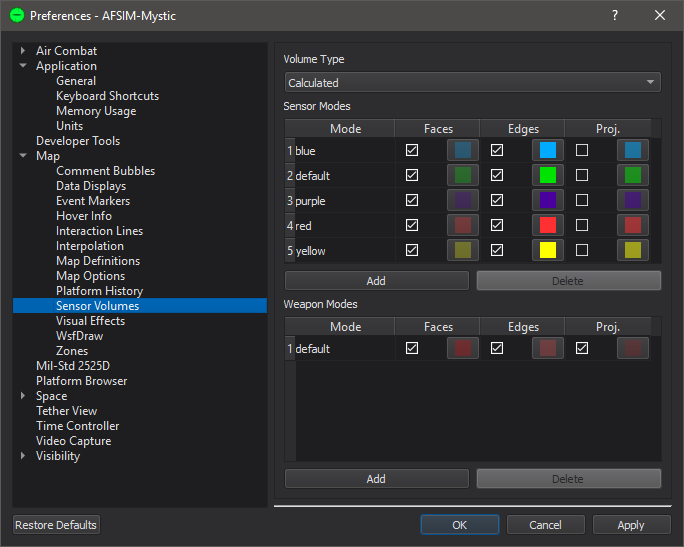 Preferences - AFSIM-Mystic
Air Combat
Application
General
Keyboard Shortcuts
Memory Usage
Units
Developer Tools
Map
Comment Bubbles
Data Displays
Event Markers
Hover Info
Interaction Lines
Interpolation
Map Definitions
Map Options
Platform History
Sensor Volumes
Visual Effects
WsfDraw
Zones
Mil-Std 2525D
Platform Browser
Space
Tether View
Time Controller
Video Capture
Visibility
Volume Type
Calculated
Sensor Modes
Mode Faces Edges Proj.
1 blue
2 default
3 purple
4 red
5 yellow
Add Delete
Weapon Modes
Mode Faces Edges Proj.
1 default
Add Delete
Restore Defaults OK Cancel Apply